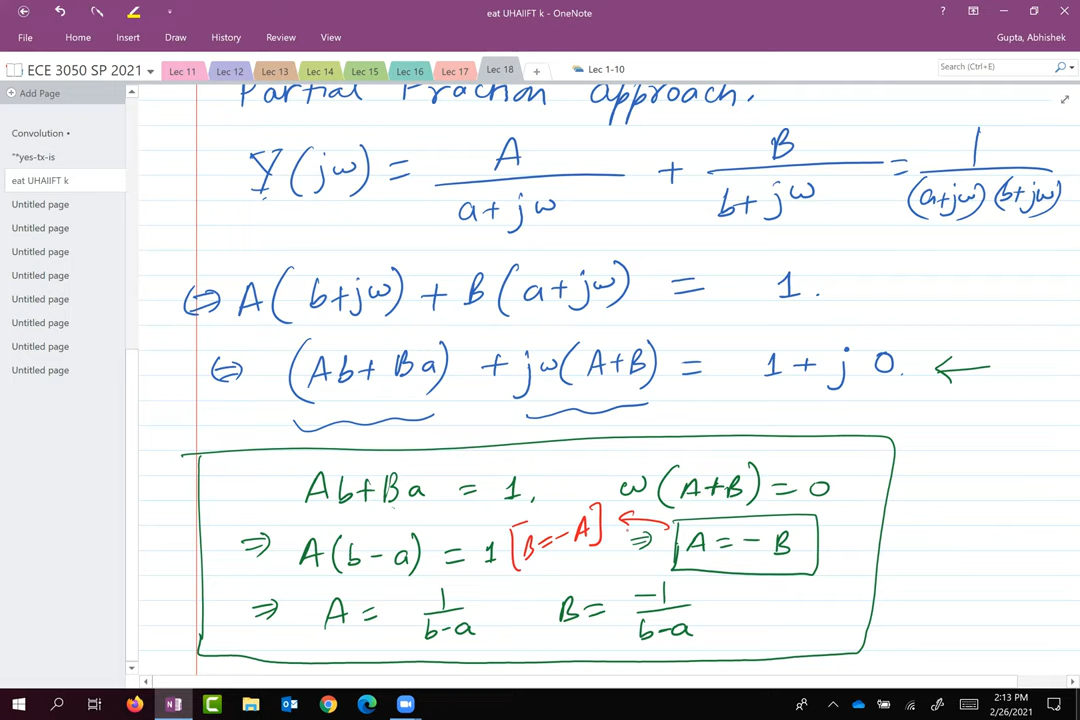 eat UHAIIFT k - OneNote
File Home Insert Draw History Review View Gupta, Abhishek
ECE 3050 SP 2021 Lec 11 Lec 12 Lec 13 Lec 14 Lec 15 Lec 16 Lec 17 Lec 18 + Lec 1-10 Search (Ctrl+E)
Add Page
Convolution •
"*yes-tx-is
eat UHAIIFT k
Untitled page
Untitled page
Untitled page
Untitled page
Untitled page
Untitled page
Untitled page
Untitled page
Partial Fraction approach.
Y(jω) = A/(a+jω) + B/(b+jω) = 1/((a+jω)(b+jω))
⇔ A(b+jω) + B(a+jω) = 1.
⇔ (Ab+Ba) + jω(A+B) = 1+j 0. ←
Ab+Ba = 1, ω(A+B) = 0
⇒ A(b-a) = 1 [B=-A] ⇒ A=-B
⇒ A = 1/(b-a) B = -1/(b-a)
2:13 PM
2/26/2021